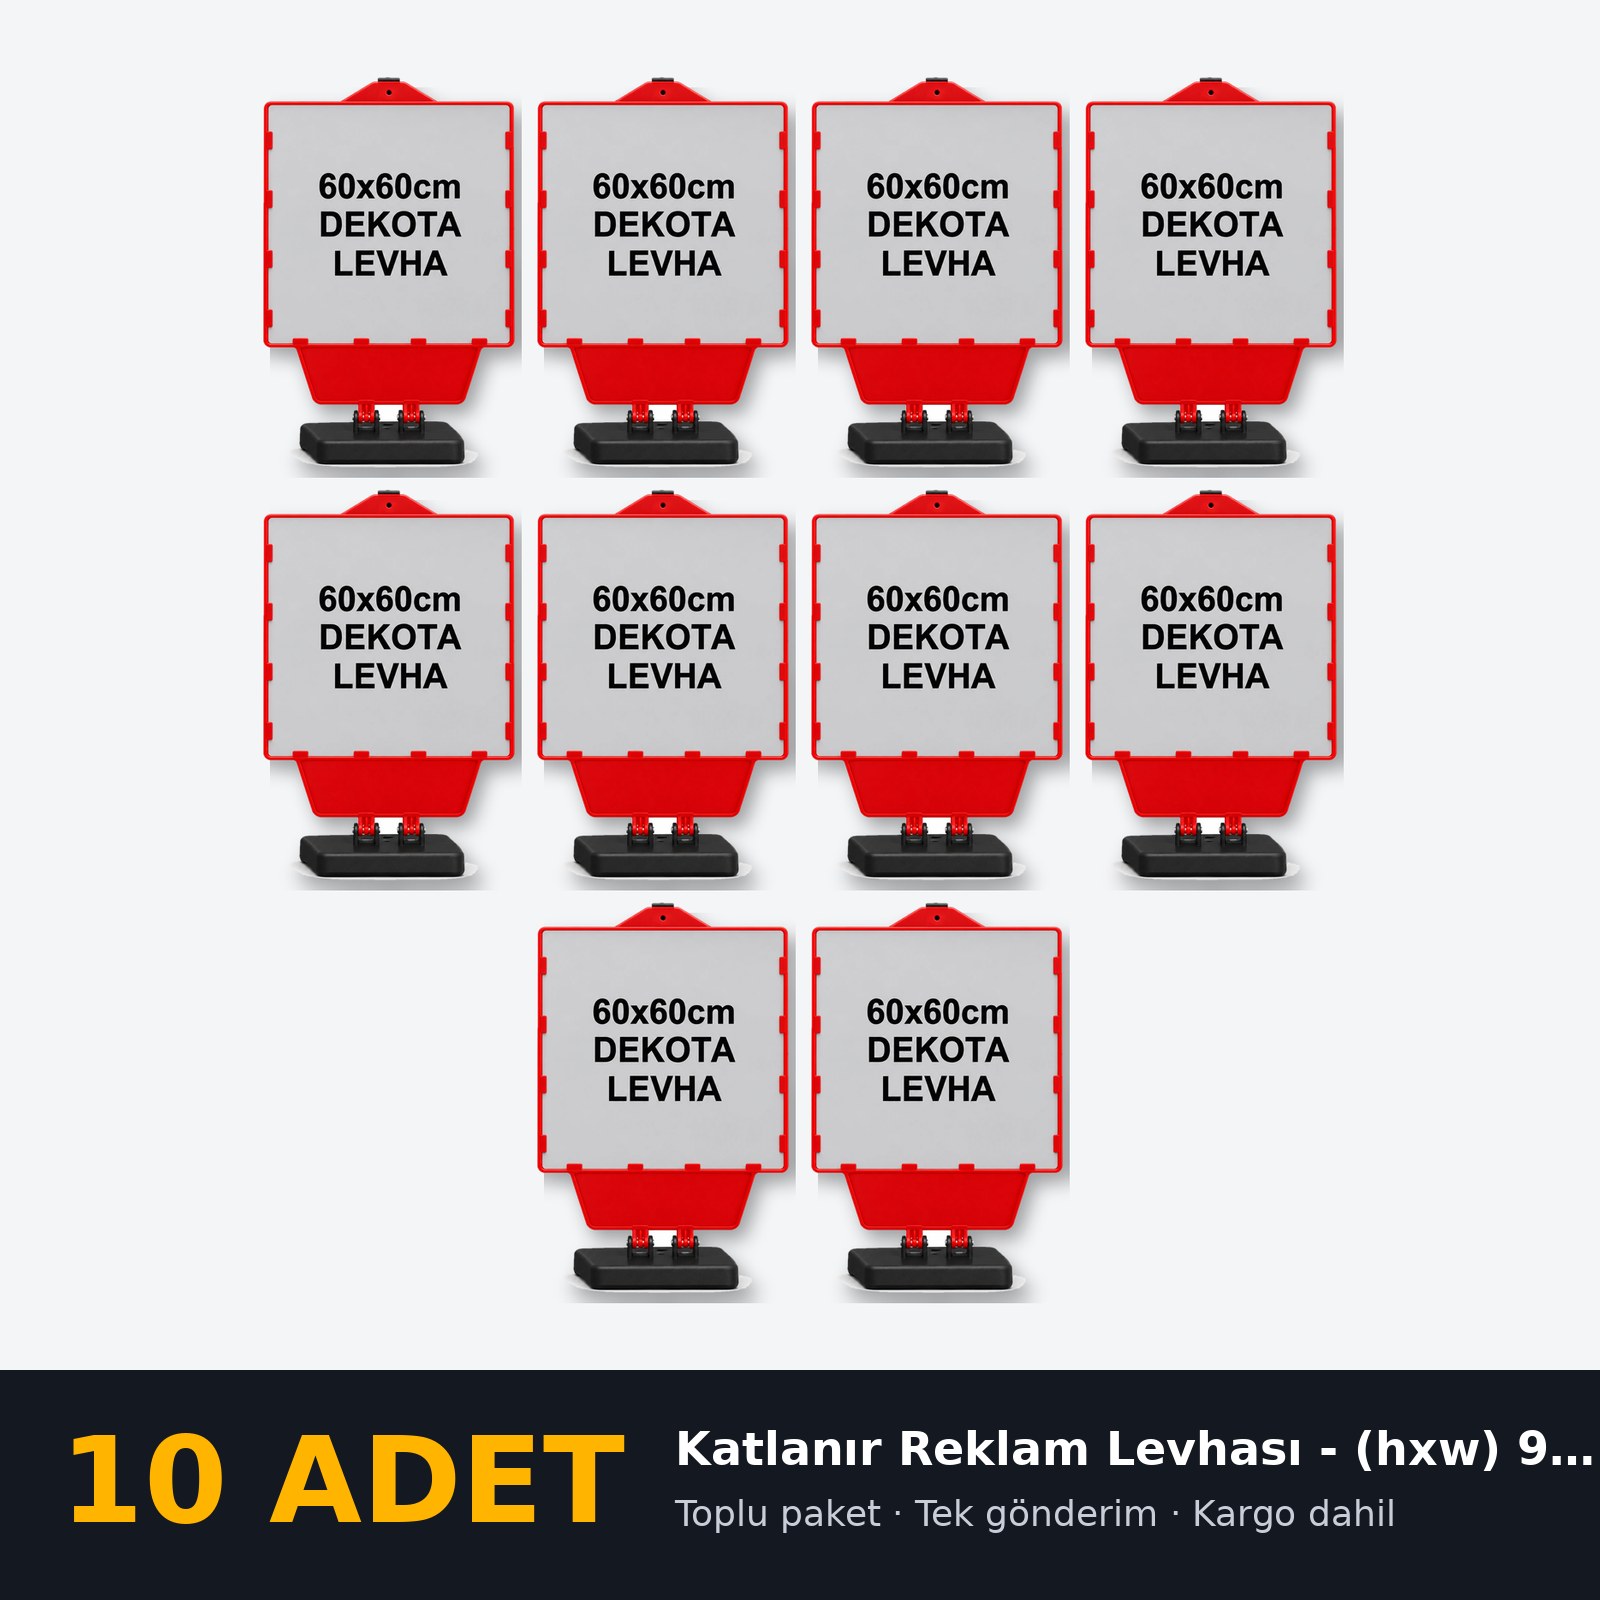 60x60cm
DEKOTA
LEVHA
60x60cm
DEKOTA
LEVHA
60x60cm
DEKOTA
LEVHA
60x60cm
DEKOTA
LEVHA
60x60cm
DEKOTA
LEVHA
60x60cm
DEKOTA
LEVHA
60x60cm
DEKOTA
LEVHA
60x60cm
DEKOTA
LEVHA
60x60cm
DEKOTA
LEVHA
60x60cm
DEKOTA
LEVHA
10 ADET
Katlanır Reklam Levhası - (hxw) 9...
Toplu paket · Tek gönderim · Kargo dahil